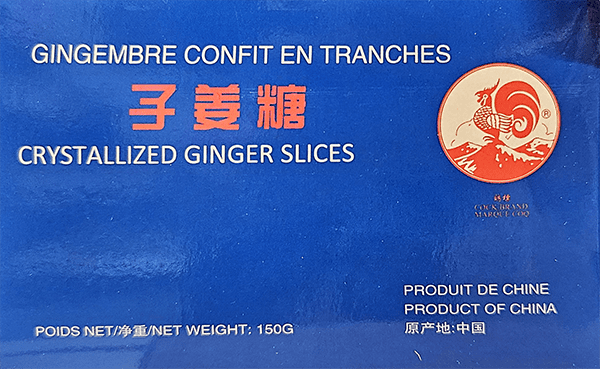 GINGEMBRE CONFIT EN TRANCHES
子姜糖
CRYSTALLIZED GINGER SLICES
®
COCK BRAND
MARQUE COQ
PRODUIT DE CHINE
PRODUCT OF CHINA
原产地:中国
POIDS NET/净重/NET WEIGHT: 150G